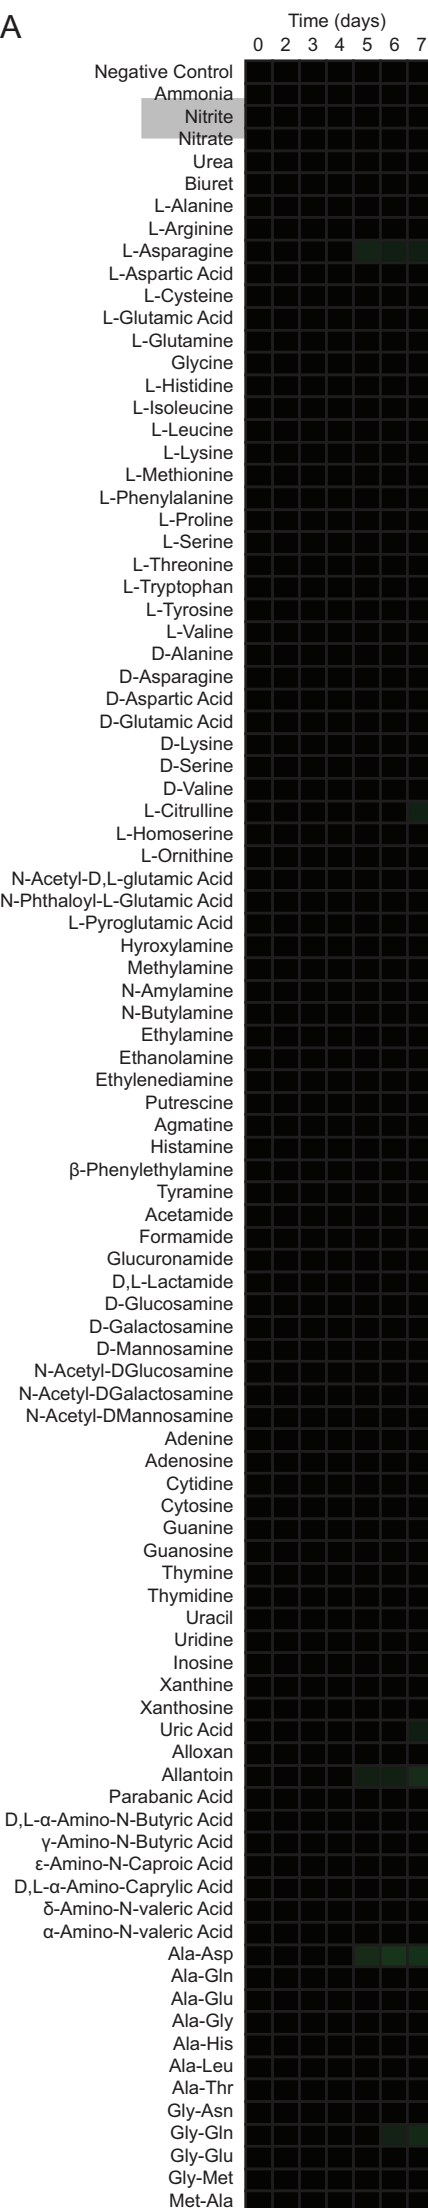 A
Time (days)
0 2 3 4 5 6 7
Negative Control
Ammonia
Nitrite
Nitrate
Urea
Biuret
L-Alanine
L-Arginine
L-Asparagine
L-Aspartic Acid
L-Cysteine
L-Glutamic Acid
L-Glutamine
Glycine
L-Histidine
L-Isoleucine
L-Leucine
L-Lysine
L-Methionine
L-Phenylalanine
L-Proline
L-Serine
L-Threonine
L-Tryptophan
L-Tyrosine
L-Valine
D-Alanine
D-Asparagine
D-Aspartic Acid
D-Glutamic Acid
D-Lysine
D-Serine
D-Valine
L-Citrulline
L-Homoserine
L-Ornithine
N-Acetyl-D,L-glutamic Acid
N-Phthaloyl-L-Glutamic Acid
L-Pyroglutamic Acid
Hyroxylamine
Methylamine
N-Amylamine
N-Butylamine
Ethylamine
Ethanolamine
Ethylenediamine
Putrescine
Agmatine
Histamine
β-Phenylethylamine
Tyramine
Acetamide
Formamide
Glucuronamide
D,L-Lactamide
D-Glucosamine
D-Galactosamine
D-Mannosamine
N-Acetyl-DGlucosamine
N-Acetyl-DGalactosamine
N-Acetyl-DMannosamine
Adenine
Adenosine
Cytidine
Cytosine
Guanine
Guanosine
Thymine
Thymidine
Uracil
Uridine
Inosine
Xanthine
Xanthosine
Uric Acid
Alloxan
Allantoin
Parabanic Acid
D,L-α-Amino-N-Butyric Acid
γ-Amino-N-Butyric Acid
ε-Amino-N-Caproic Acid
D,L-α-Amino-Caprylic Acid
δ-Amino-N-valeric Acid
α-Amino-N-valeric Acid
Ala-Asp
Ala-Gln
Ala-Glu
Ala-Gly
Ala-His
Ala-Leu
Ala-Thr
Gly-Asn
Gly-Gln
Gly-Glu
Gly-Met
Met-Ala